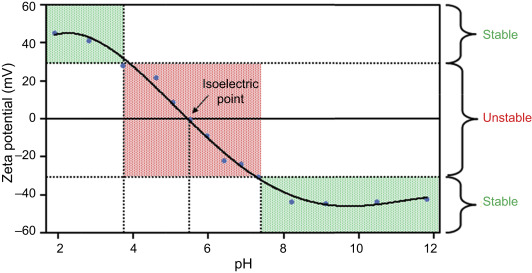 60
40
20
0
–20
–40
–60
Zeta potential (mV)
Isoelectric
point
Stable
Unstable
Stable
2
4
6
8
10
12
pH